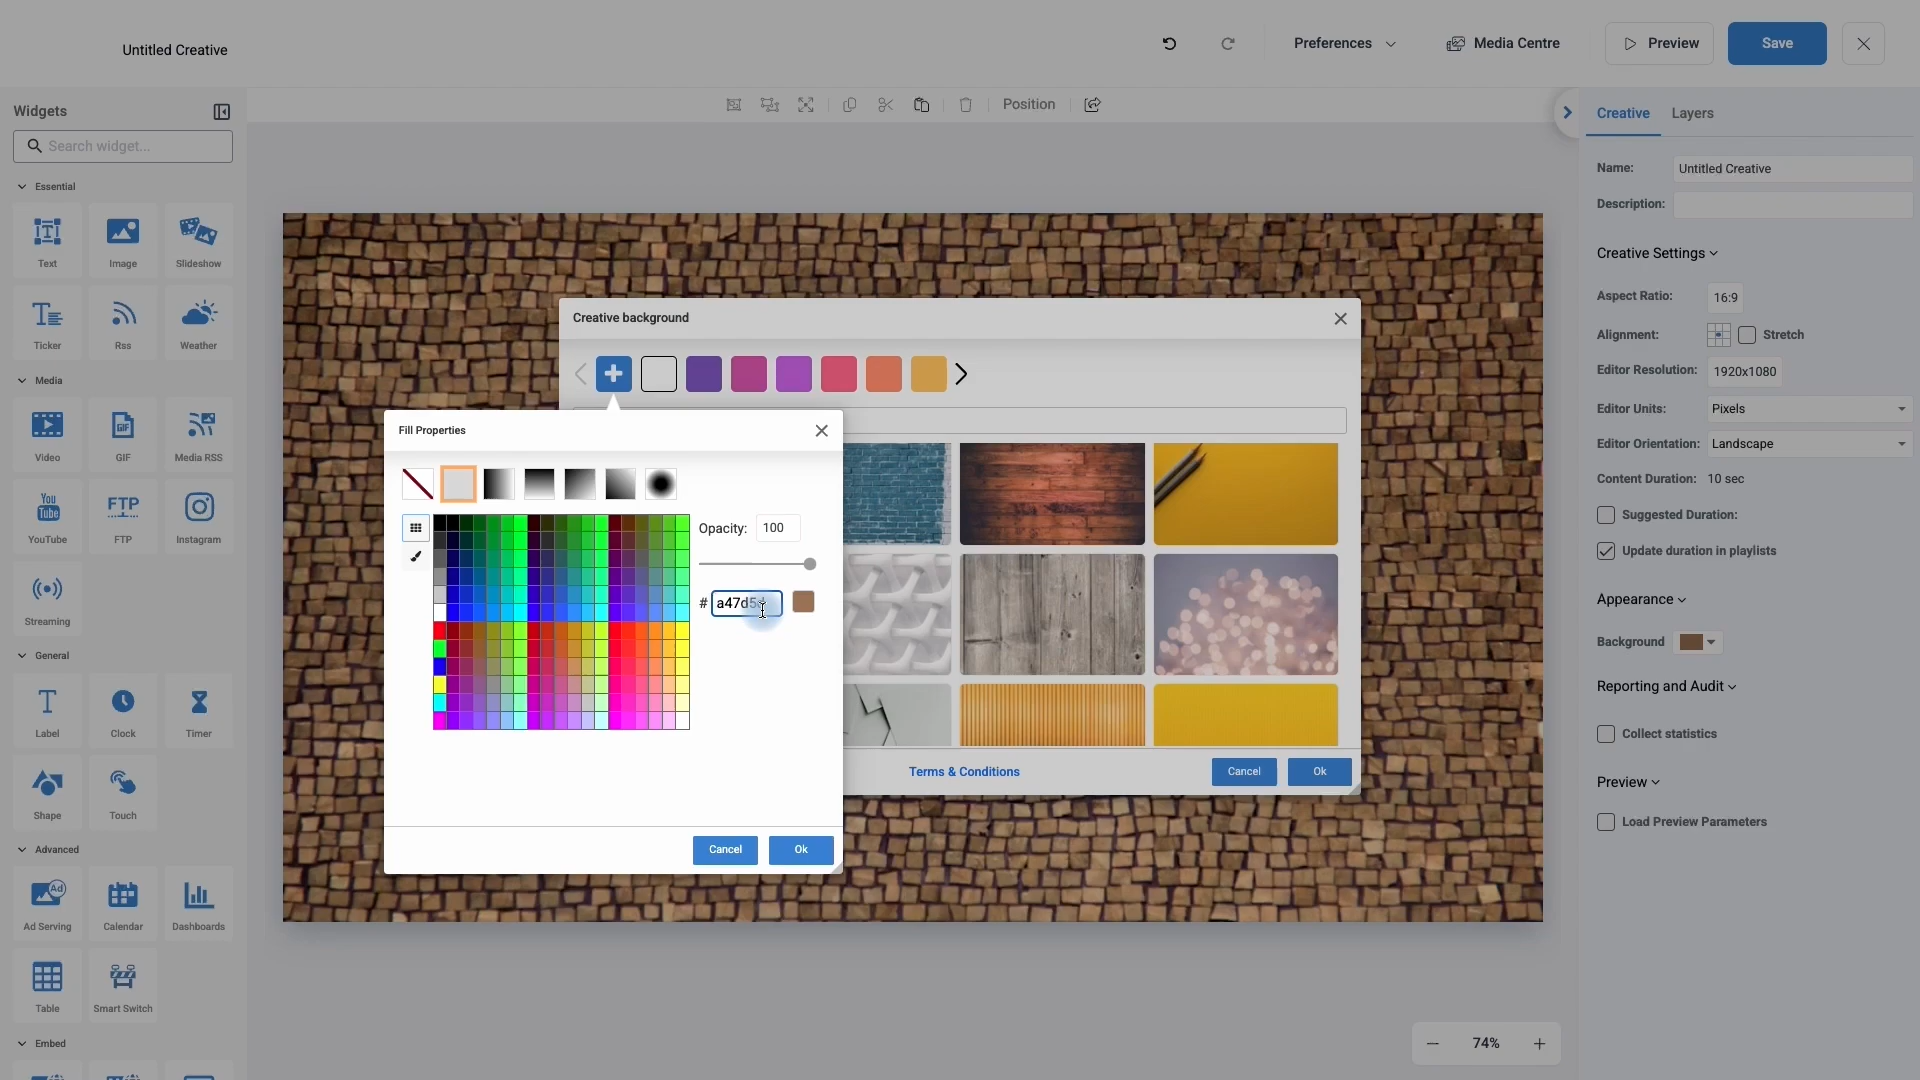 Untitled Creative
Preferences
Media Centre
Preview
Save
Widgets
Position
Creative
Layers
Search widget...
Name:
Untitled Creative
Essential
Description:
Text
Image
Slideshow
Creative Settings
Aspect Ratio:
16:9
Ticker
Rss
Weather
Creative background
Alignment:
Stretch
Media
Editor Resolution:
1920x1080
Editor Units:
Pixels
Video
GIF
GIF
Media RSS
Fill Properties
Editor Orientation:
Landscape
Content Duration:
10 sec
You
Tube
FTP
YouTube
FTP
Instagram
Opacity:
100
Suggested Duration:
Update duration in playlists
Streaming
#
Appearance
General
Background
Label
Clock
Timer
Reporting and Audit
Collect statistics
Terms & Conditions
Cancel
Ok
Shape
Touch
Preview
Load Preview Parameters
Cancel
Ok
Advanced
Ad
Ad Serving
Calendar
Dashboards
Table
Smart Switch
Embed
74%